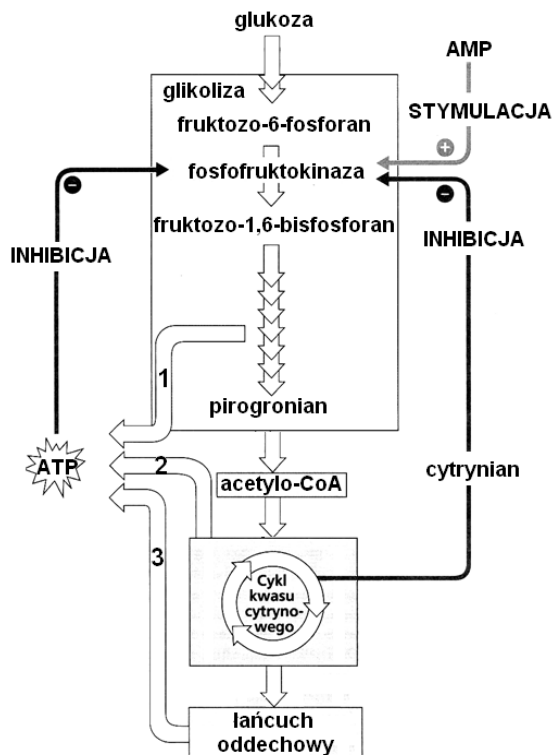 glukoza
AMP
glikoliza
STYMULACJA
fruktozo-6-fosforan
+
fosfofruktokinaza
-
-
fruktozo-1,6-bisfosforan
INHIBICJA
INHIBICJA
1
pirogronian
ATP
2
acetylo-CoA
cytrynian
3
Cykl
kwasu
cytryno-
wego
łańcuch
oddechowy